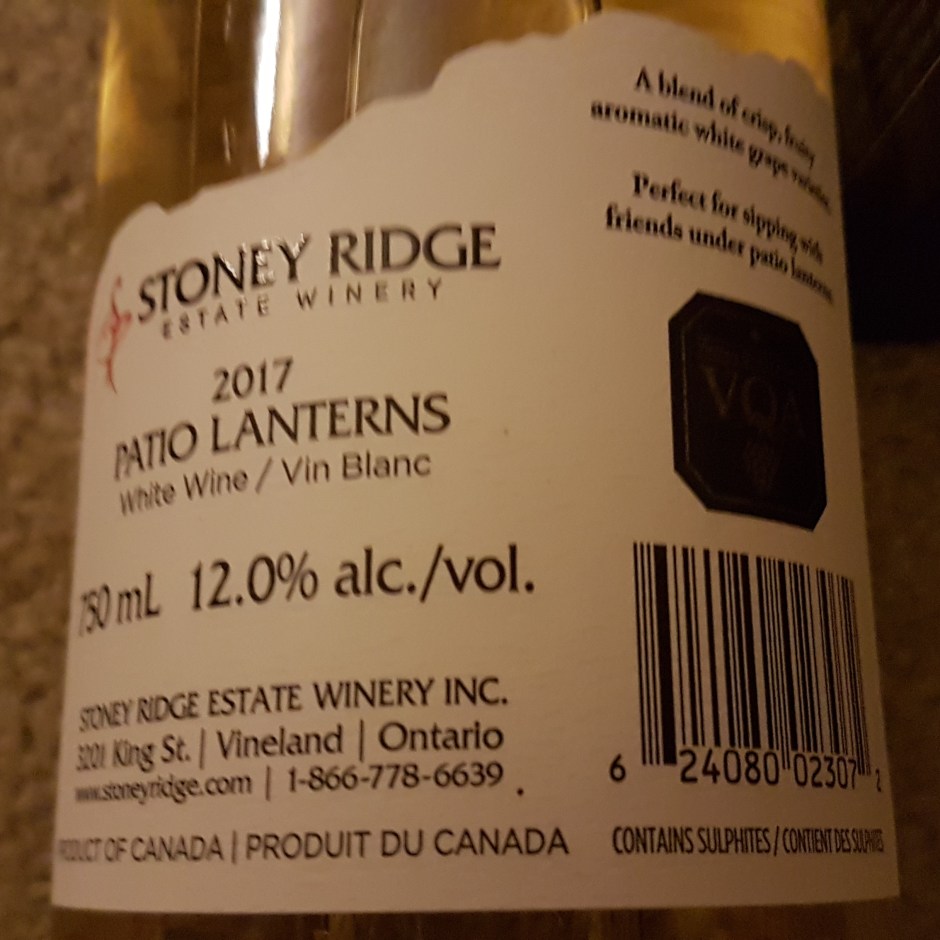 A blend of crisp, fruity
aromatic white grape varieties.
Perfect for sipping with
friends under patio lanterns.
STONEY RIDGE
ESTATE WINERY
2017
PATIO LANTERNS
White Wine / Vin Blanc
750 mL 12.0% alc./vol.
VQA
STONEY RIDGE ESTATE WINERY INC.
3201 King St. | Vineland | Ontario
www.stoneyridge.com | 1-866-778-6639
PRODUCT OF CANADA | PRODUIT DU CANADA
6 24080 02307 2
CONTAINS SULPHITES / CONTIENT DES SULPHITES